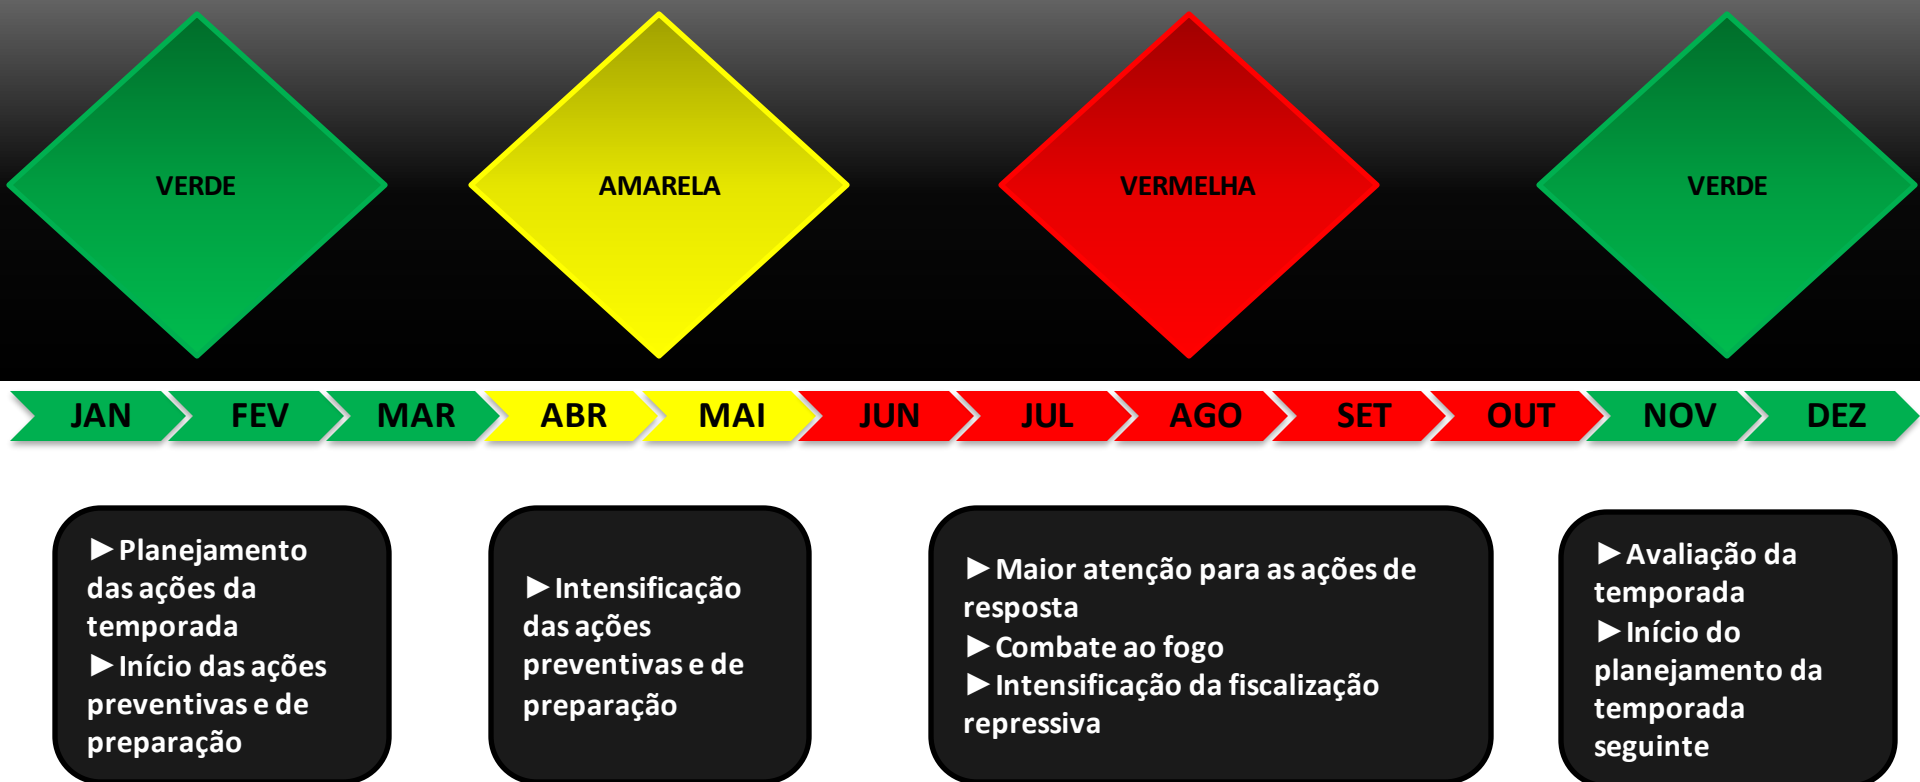 VERDE
AMARELA
VERMELHA
VERDE
JAN FEV MAR ABR MAI JUN JUL AGO SET OUT NOV DEZ
►Planejamento
das ações da
temporada
►Início das ações
preventivas e de
preparação
►Intensificação
das ações
preventivas e de
preparação
►Maior atenção para as ações de
resposta
►Combate ao fogo
►Intensificação da fiscalização
repressiva
►Avaliação da
temporada
►Início do
planejamento da
temporada
seguinte